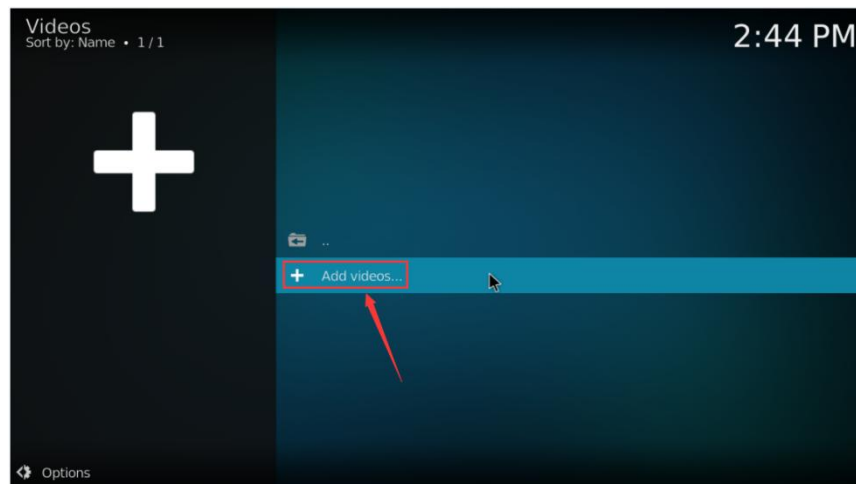 Videos
Sort by: Name • 1 / 1
2:44 PM
..
Add videos...
Options